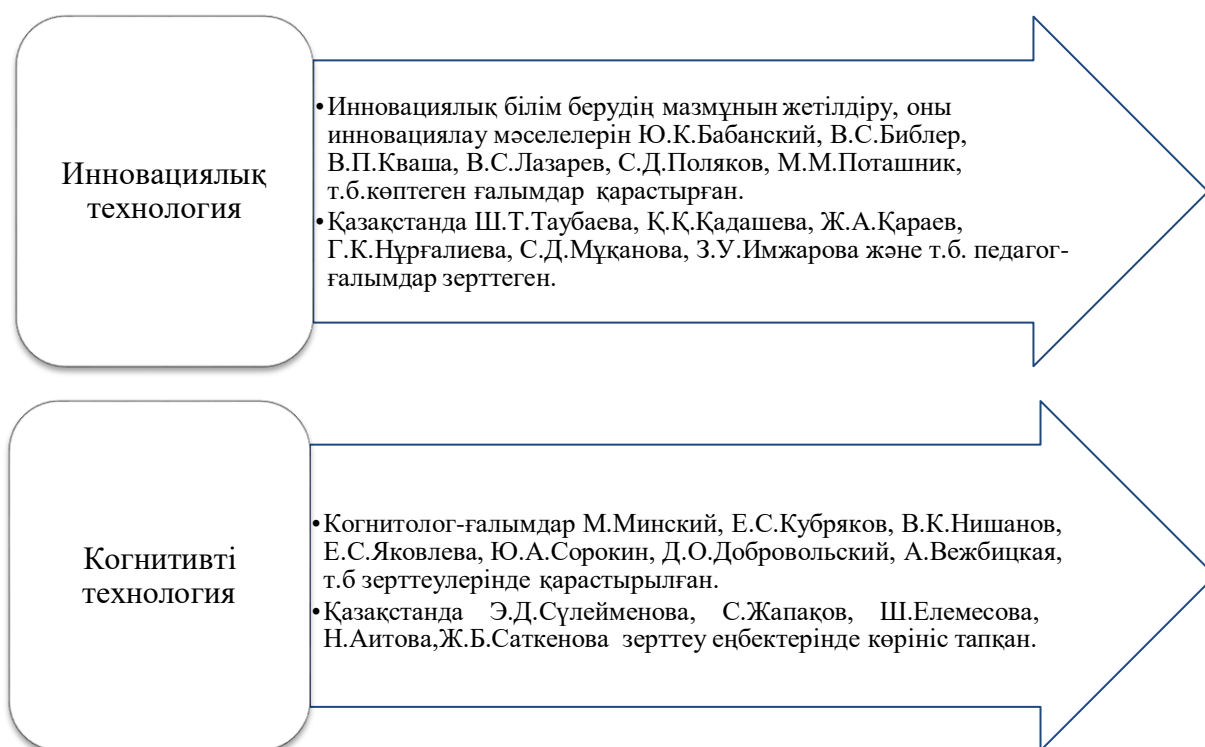 Инновациялық
технология
•Инновациялық білім берудің мазмұнын жетілдіру, оны
инновациялау мәселелерін Ю.К.Бабанский, В.С.Библер,
В.П.Кваша, В.С.Лазарев, С.Д.Поляков, М.М.Поташник,
т.б.көптеген ғалымдар қарастырған.
•Қазақстанда Ш.Т.Таубаева, Қ.Қ.Қадашева, Ж.А.Қараев,
Г.К.Нұрғалиева, С.Д.Мұқанова, З.У.Имжарова және т.б. педагог-
ғалымдар зерттеген.
Когнитивті
технология
•Когнитолог-ғалымдар М.Минский, Е.С.Кубряков, В.К.Нишанов,
Е.С.Яковлева, Ю.А.Сорокин, Д.О.Добровольский, А.Вежбицкая,
т.б зерттеулерінде қарастырылған.
•Қазақстанда Э.Д.Сүлейменова, С.Жапақов, Ш.Елемесова,
Н.Аитова,Ж.Б.Саткенова зерттеу еңбектерінде көрініс тапқан.